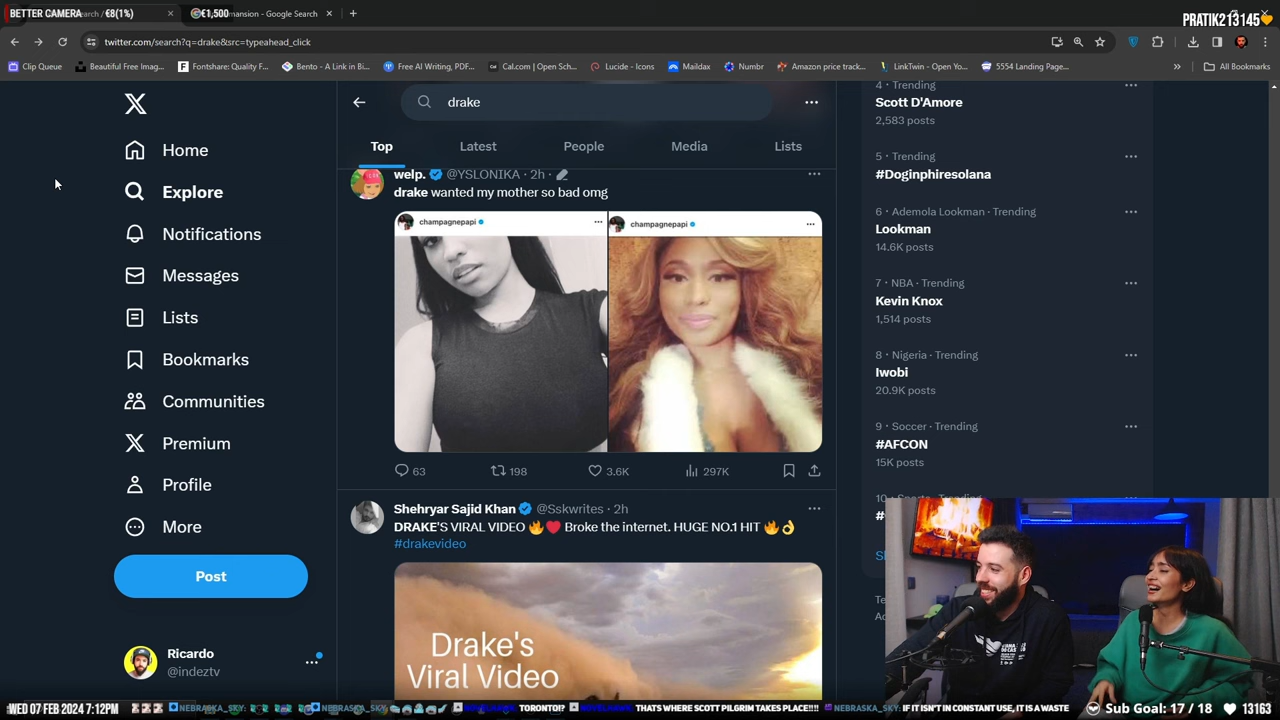 BETTER CAMERA €8(1%)
€1,500
mansion - Google Search
PRATIK213145
twitter.com/search?q=drake&src=typeahead_click
Clip Queue
Beautiful Free Imag...
Fontshare: Quality F...
Bento - A Link in Bi...
Free AI Writing, PDF...
Cal.com | Open Sch...
Lucide - Icons
Maildax
Numbr
Amazon price track...
LinkTwin - Open Yo...
5554 Landing Page...
All Bookmarks
Home
Explore
Notifications
Messages
Lists
Bookmarks
Communities
Premium
Profile
More
Post
Ricardo
@indeztv
drake
Top
Latest
People
Media
Lists
welp. @YSLONIKA · 2h ·
drake wanted my mother so bad omg
champagnepapi
champagnepapi
63
198
3.6K
297K
Shehryar Sajid Khan @Sskwrites · 2h
DRAKE'S VIRAL VIDEO 🔥❤️ Broke the internet. HUGE NO.1 HIT 🔥👌
#drakevideo
Drake's
Viral Video
4 · Trending
Scott D'Amore
2,583 posts
5 · Trending
#Doginphiresolana
6 · Ademola Lookman · Trending
Lookman
14.6K posts
7 · NBA · Trending
Kevin Knox
1,514 posts
8 · Nigeria · Trending
Iwobi
20.9K posts
9 · Soccer · Trending
#AFCON
15K posts
WED 07 FEB 2024 7:12PM
NEBRASKA_SKY:
NEBRASKA_SKY:
TORONTO!?
THATS WHERE SCOTT PILGRIM TAKES PLACE!!!!
NEBRASKA_SKY: IF IT ISN'T IN CONSTANT USE, IT IS A WASTE
Sub Goal: 17 / 18
13163